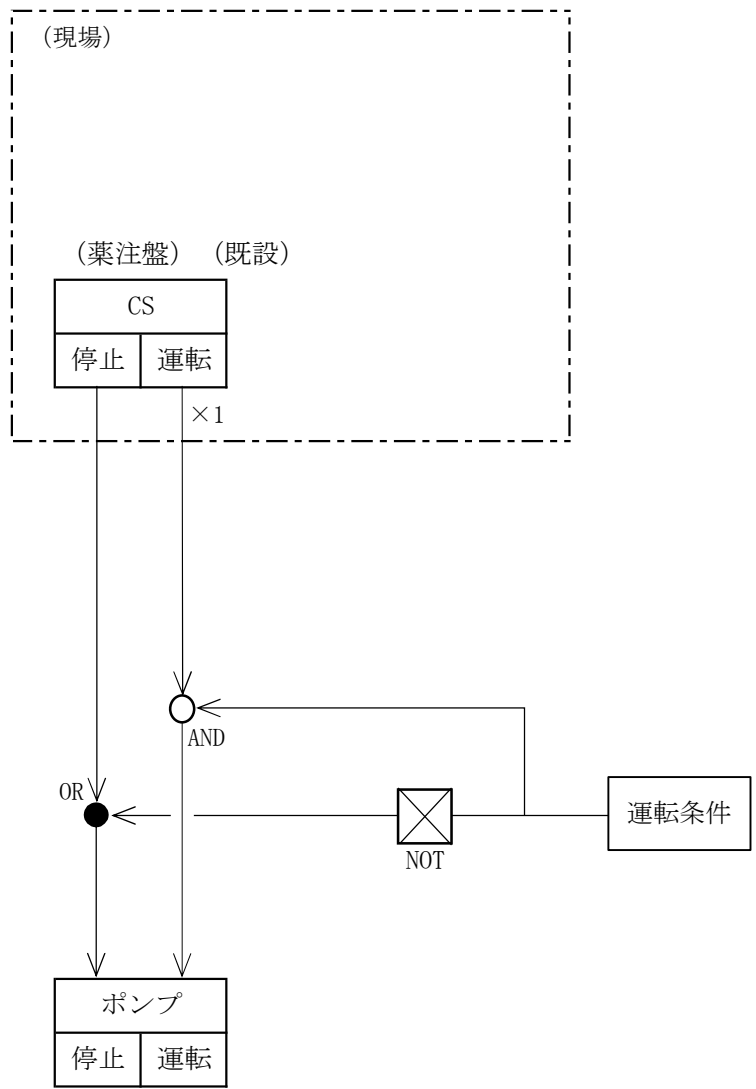 (現場)
(薬注盤) (既設)
CS
停止 運転
×1
AND
OR
運転条件
NOT
ポンプ
停止 運転